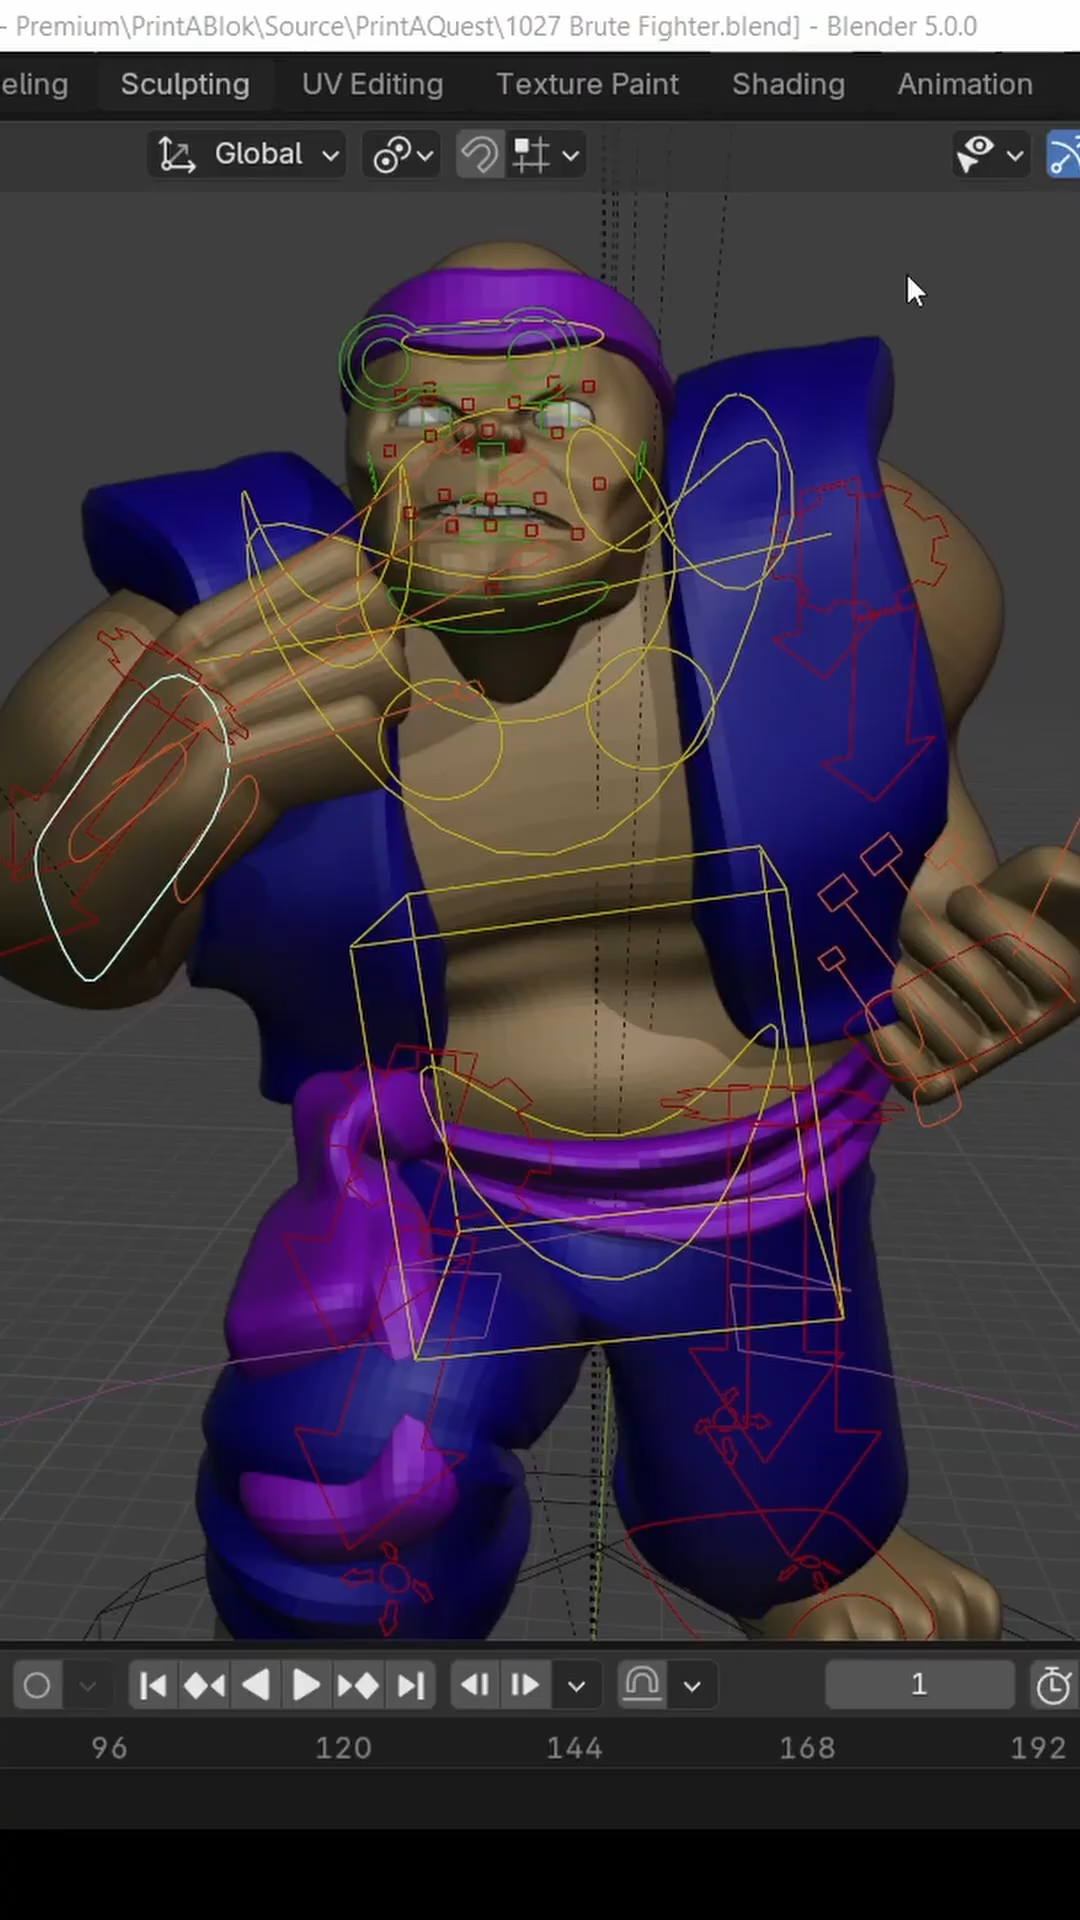 - Premium\PrintABlok\Source\PrintAQuest\1027 Brute Fighter.blend] - Blender 5.0.0
eling Sculpting UV Editing Texture Paint Shading Animation
Global
1
96 120 144 168 192